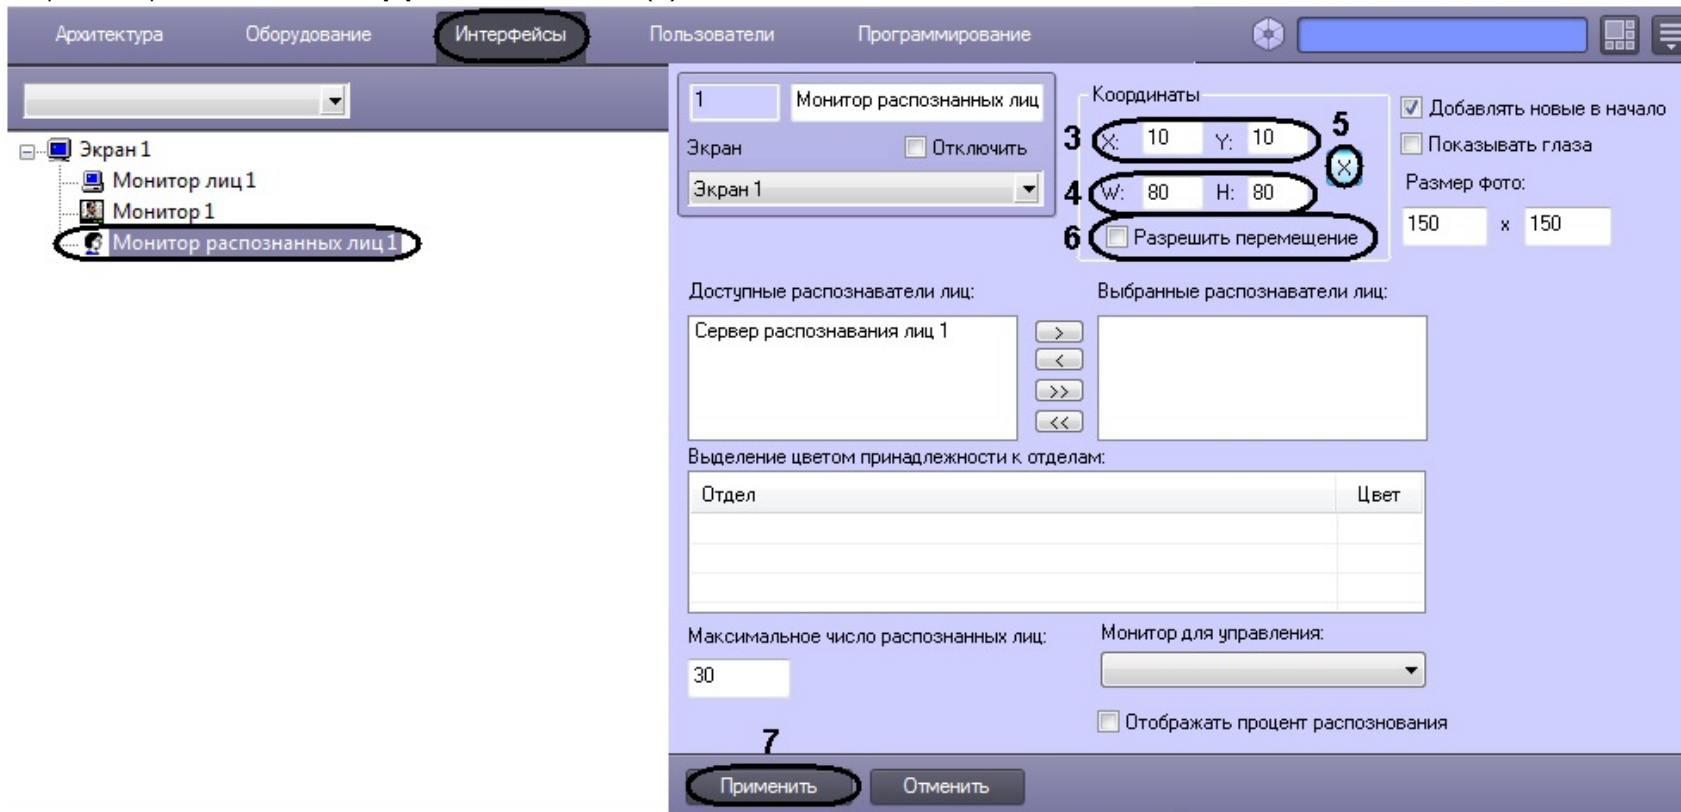 Архитектура Оборудование Интерфейсы Пользователи Программирование
Экран 1
Монитор лиц 1
Монитор 1
Монитор распознанных лиц 1
1 Монитор распознанных лиц
Экран Отключить
Экран 1
Координаты
3 X: 10 Y: 10
5
X
4 W: 80 H: 80
6 Разрешить перемещение
Добавлять новые в начало
Показывать глаза
Размер фото:
150 x 150
Доступные распознаватели лиц: Выбранные распознаватели лиц:
Сервер распознавания лиц 1
>
<
>>
<<
Выделение цветом принадлежности к отделам:
Отдел Цвет
Максимальное число распознанных лиц: Монитор для управления:
30
Отображать процент распознования
7
Применить Отменить